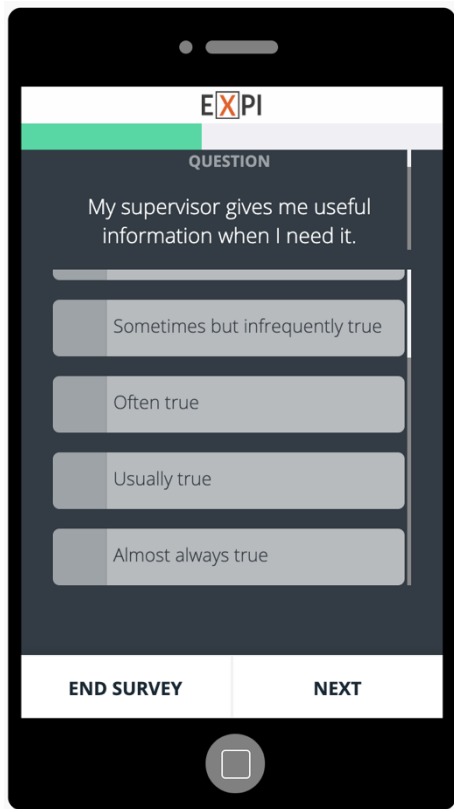 EXPI
QUESTION
My supervisor gives me useful
information when I need it.
Sometimes but infrequently true
Often true
Usually true
Almost always true
END SURVEY
NEXT